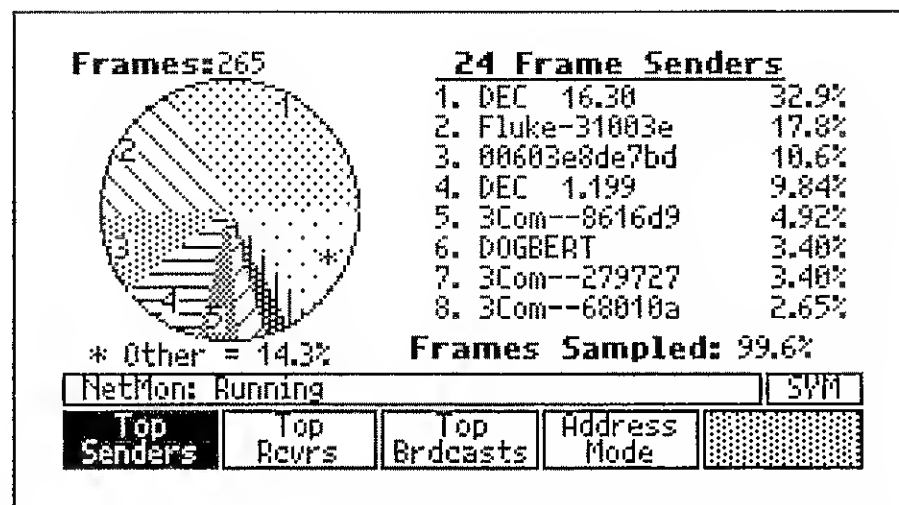 Frames:265
24 Frame Senders
1. DEC 16.30 32.9%
2. Fluke-31003e 17.8%
3. 00603e8de7bd 10.6%
4. DEC 1.199 9.84%
5. 3Com--8616d9 4.92%
6. DOGBERT 3.40%
7. 3Com--279727 3.40%
8. 3Com--68010a 2.65%
1
2
3
4
5
*
* Other = 14.3%
Frames Sampled: 99.6%
NetMon: Running
SYM
Top Senders
Top Rcvrs
Top Brdcasts
Address Mode